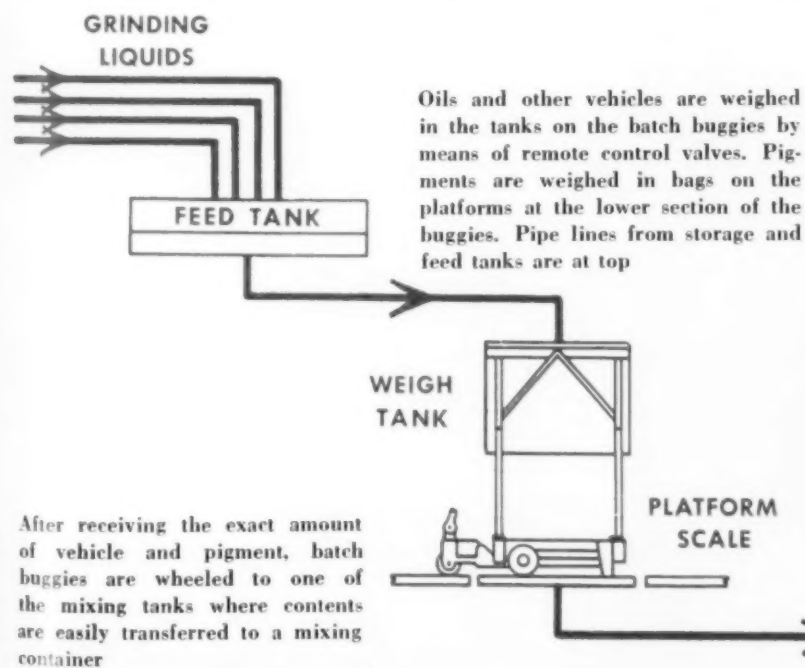 GRINDING
LIQUIDS
Oils and other vehicles are weighed
in the tanks on the batch buggies by
means of remote control valves. Pig-
ments are weighed in bags on the
platforms at the lower section of the
buggies. Pipe lines from storage and
feed tanks are at top
FEED TANK
WEIGH
TANK
PLATFORM
SCALE
After receiving the exact amount
of vehicle and pigment, batch
buggies are wheeled to one of
the mixing tanks where contents
are easily transferred to a mixing
container